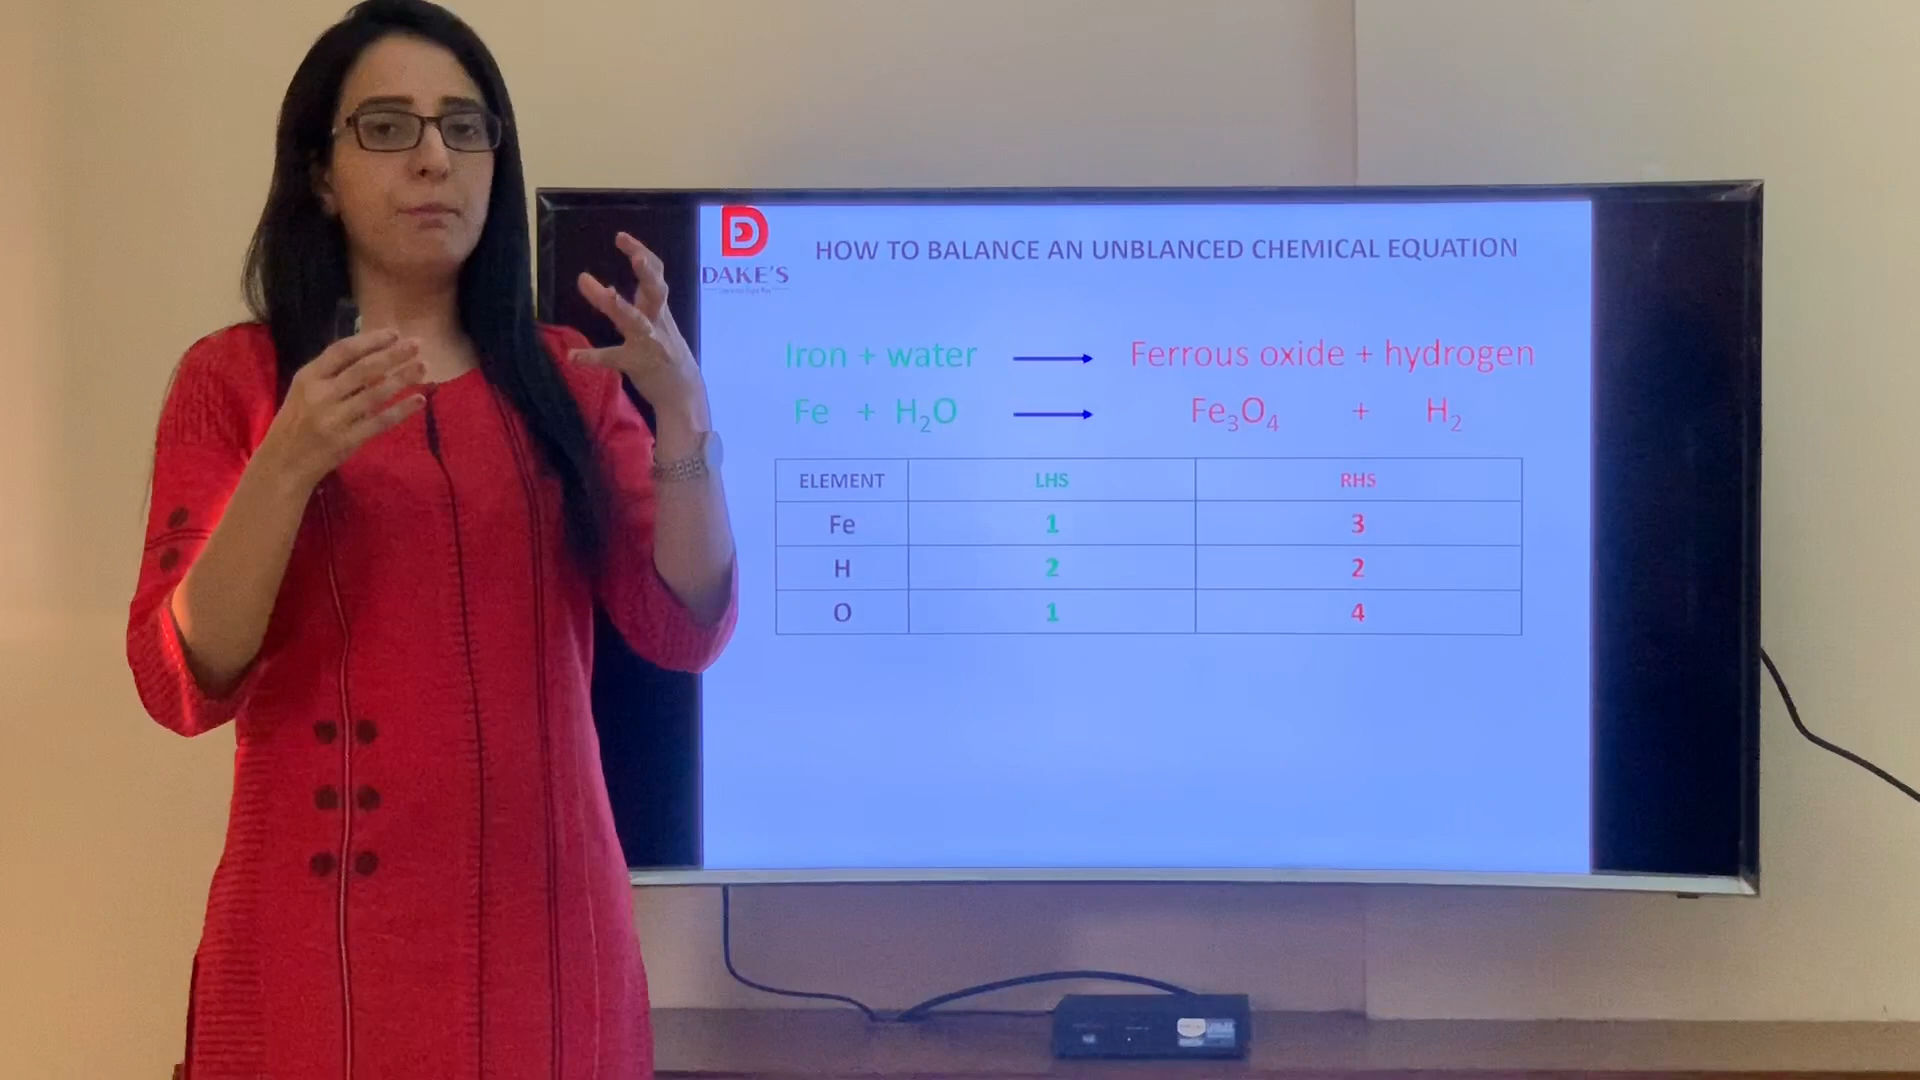 D
DAKE'S
HOW TO BALANCE AN UNBLANCED CHEMICAL EQUATION
Iron + water → Ferrous oxide + hydrogen
Fe + H₂O → Fe₃O₄ + H₂
ELEMENT LHS RHS
Fe 1 3
H 2 2
O 1 4